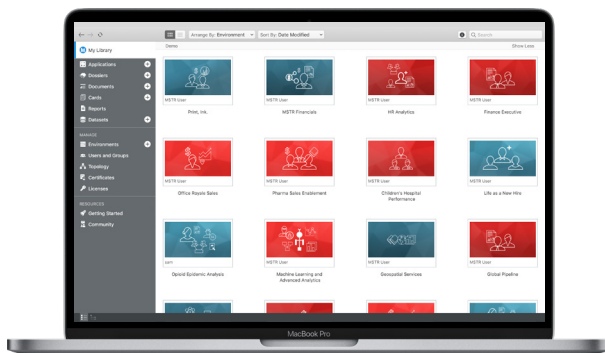 Arrange By: Environment
Sort By: Date Modified
Search
My Library
Demo
Show Less
Applications
Dossiers
Documents
Cards
Reports
Datasets
MANAGE
Environments
Users and Groups
Topology
Certificates
Licenses
RESOURCES
Getting Started
Community
MSTR User
MSTR User
MSTR User
MSTR User
Print, Ink.
MSTR Financials
HR Analytics
Finance Executive
MSTR User
MSTR User
MSTR User
MSTR User
Office Royale Sales
Pharma Sales Enablement
Children's Hospital
Performance
Life as a New Hire
pam
MSTR User
MSTR User
MSTR User
Opioid Epidemic Analysis
Machine Learning and
Advanced Analytics
Geospatial Services
Global Pipeline
MacBook Pro